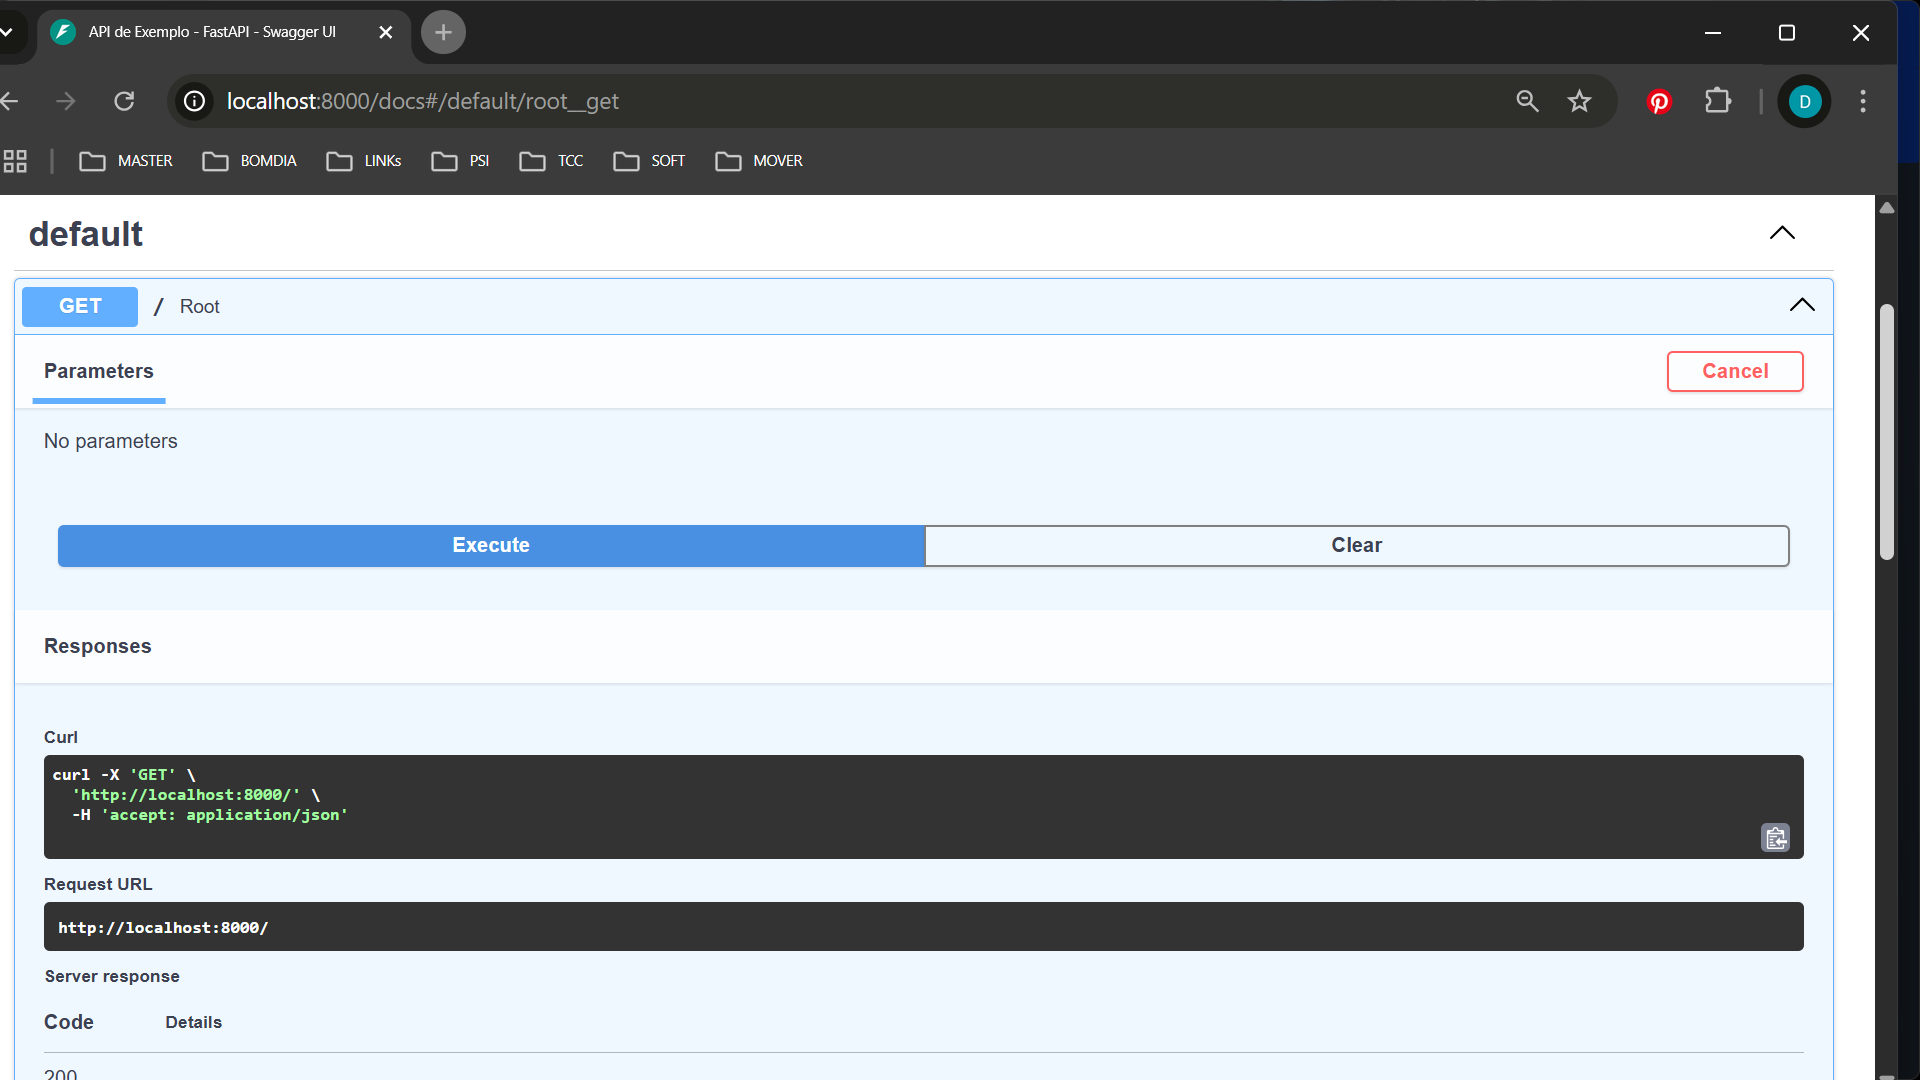 API de Exemplo - FastAPI - Swagger UI
localhost:8000/docs#/default/root__get
D
MASTER BOMDIA LINKs PSI TCC SOFT MOVER
default
GET / Root
Parameters
Cancel
No parameters
Execute
Clear
Responses
Curl
curl -X 'GET' \
'http://localhost:8000/' \
-H 'accept: application/json'
Request URL
http://localhost:8000/
Server response
Code Details
200